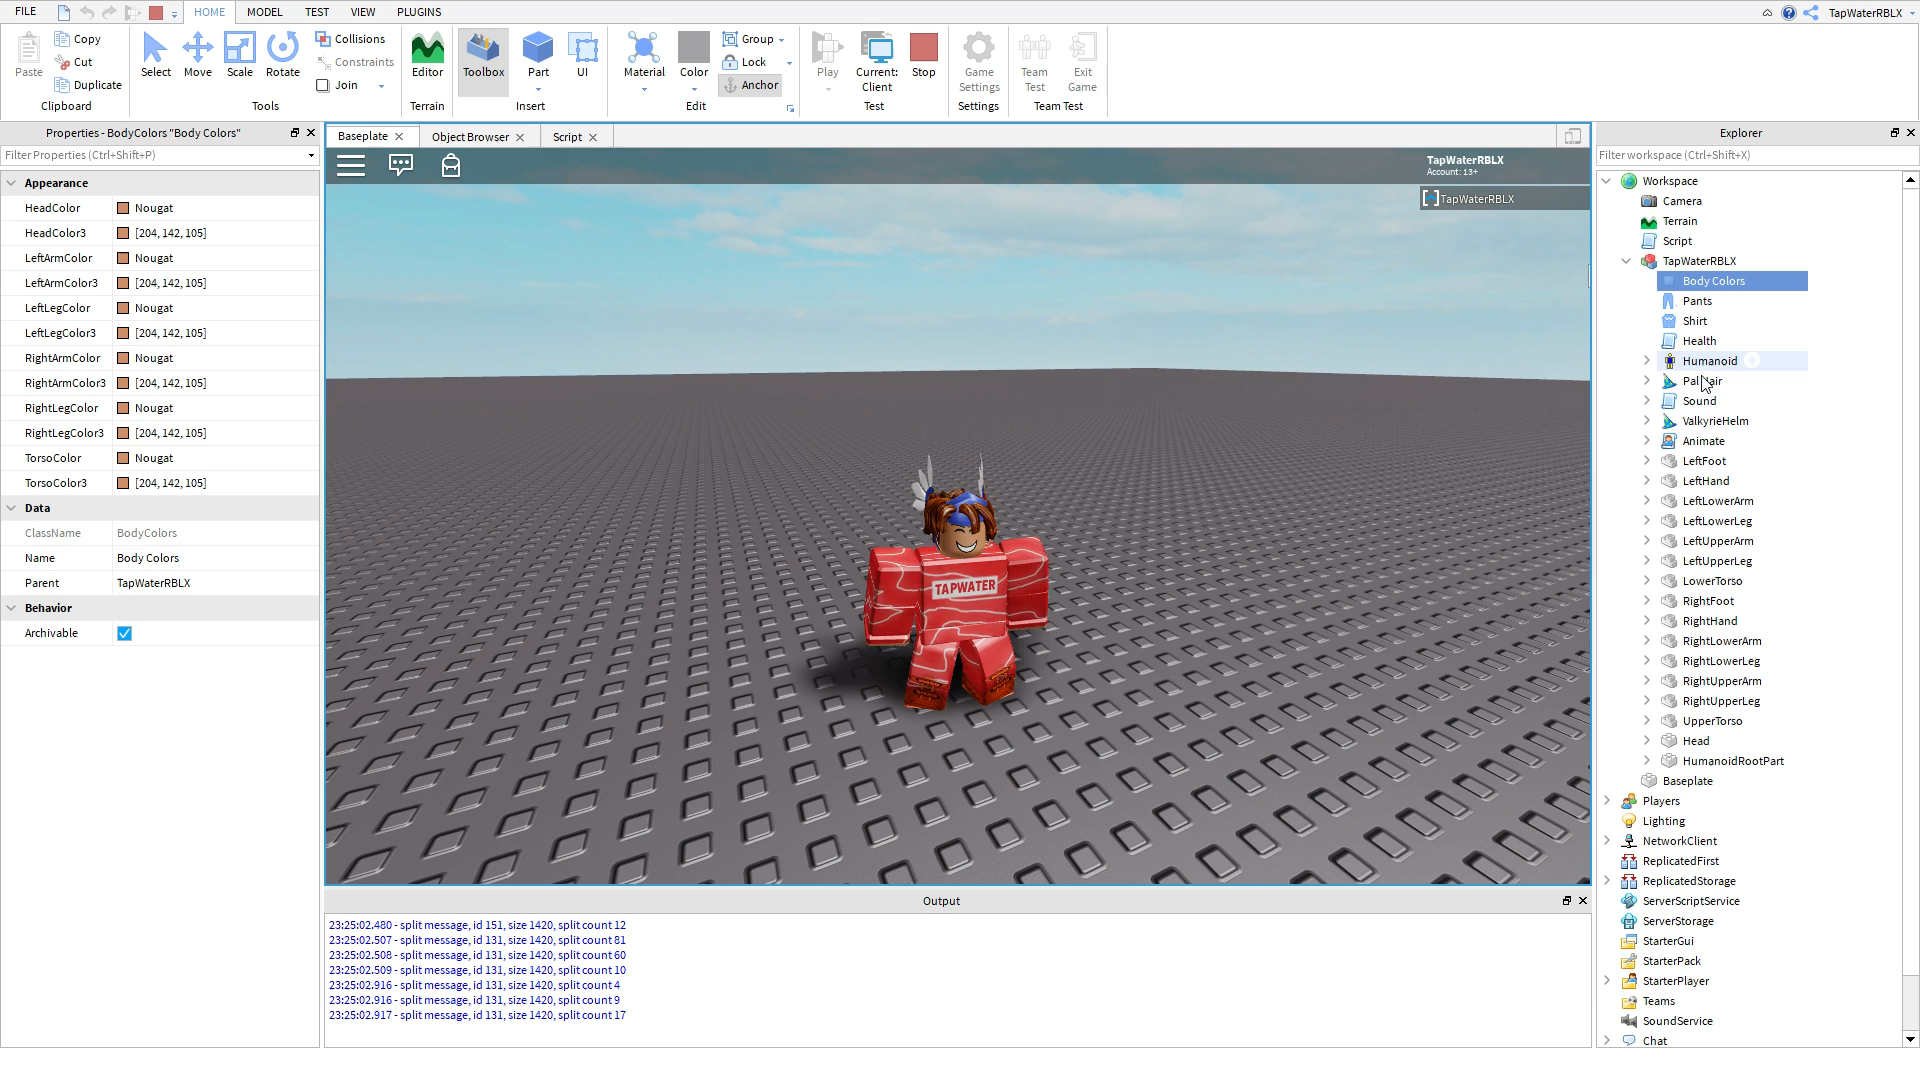 FILE HOME MODEL TEST VIEW PLUGINS TapWaterRBLX
Paste Copy Cut Duplicate
Clipboard
Select Move Scale Rotate Collisions Constraints Join
Tools
Editor
Terrain
Toolbox Part UI
Insert
Material Color Group Lock Anchor
Edit
Play Current: Client Stop
Test
Game Settings
Settings
Team Test Exit Game
Team Test
Properties - BodyColors "Body Colors"
Filter Properties (Ctrl+Shift+P)
Appearance
HeadColor Nougat
HeadColor3 [204, 142, 105]
LeftArmColor Nougat
LeftArmColor3 [204, 142, 105]
LeftLegColor Nougat
LeftLegColor3 [204, 142, 105]
RightArmColor Nougat
RightArmColor3 [204, 142, 105]
RightLegColor Nougat
RightLegColor3 [204, 142, 105]
TorsoColor Nougat
TorsoColor3 [204, 142, 105]
Data
ClassName BodyColors
Name Body Colors
Parent TapWaterRBLX
Behavior
Archivable
Baseplate Object Browser Script
TapWaterRBLX
Account: 13+
TapWaterRBLX
TAPWATER
Output
23:25:02.480 - split message, id 151, size 1420, split count 12
23:25:02.507 - split message, id 131, size 1420, split count 81
23:25:02.508 - split message, id 131, size 1420, split count 60
23:25:02.509 - split message, id 131, size 1420, split count 10
23:25:02.916 - split message, id 131, size 1420, split count 4
23:25:02.916 - split message, id 131, size 1420, split count 9
23:25:02.917 - split message, id 131, size 1420, split count 17
Explorer
Filter workspace (Ctrl+Shift+X)
Workspace
Camera
Terrain
Script
TapWaterRBLX
Body Colors
Pants
Shirt
Health
Humanoid
Sound
ValkyrieHelm
Animate
LeftFoot
LeftHand
LeftLowerArm
LeftLowerLeg
LeftUpperArm
LeftUpperLeg
LowerTorso
RightFoot
RightHand
RightLowerArm
RightLowerLeg
RightUpperArm
RightUpperLeg
UpperTorso
Head
HumanoidRootPart
Baseplate
Players
Lighting
NetworkClient
ReplicatedFirst
ReplicatedStorage
ServerScriptService
ServerStorage
StarterGui
StarterPack
StarterPlayer
Teams
SoundService
Chat